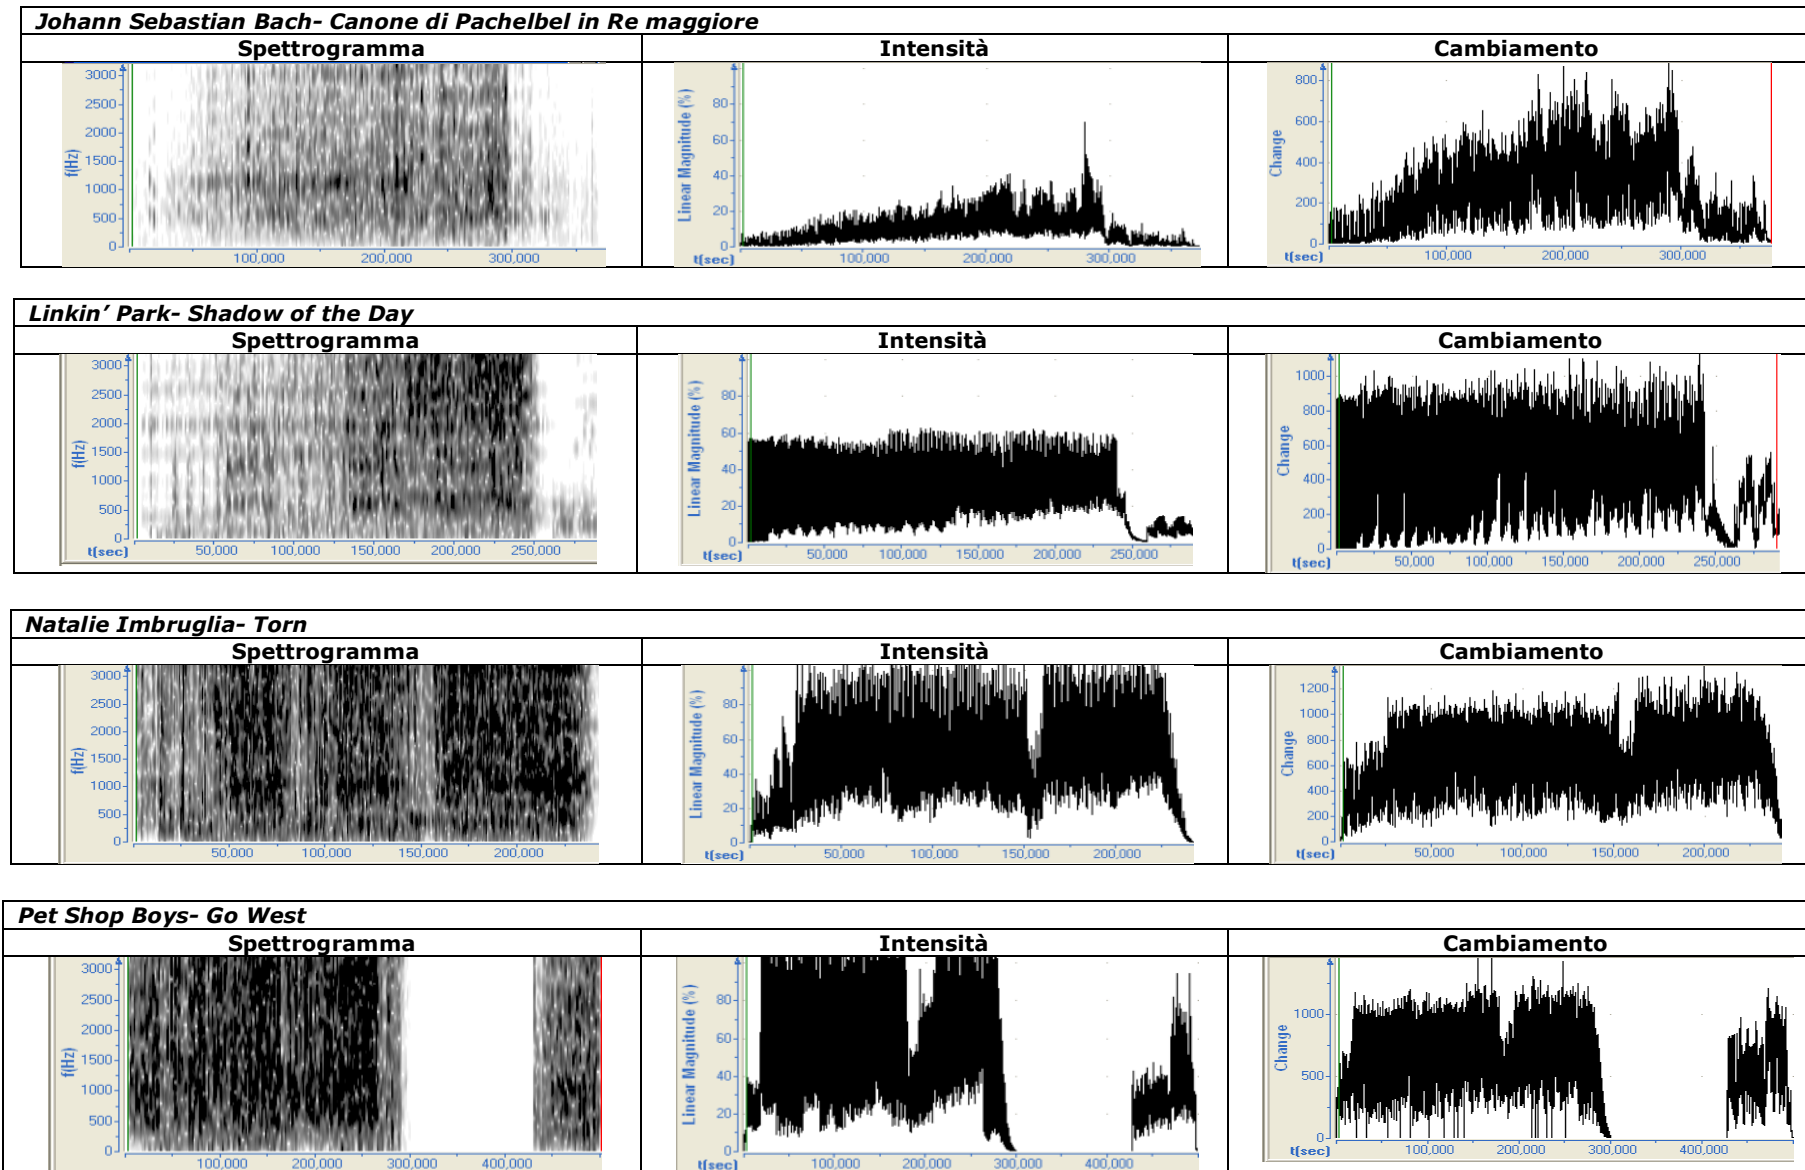 Johann Sebastian Bach- Canone di Pachelbel in Re maggiore
Spettrogramma Intensità Cambiamento
f(Hz)
3000
2500
2000
1500
1000
500
0
100,000 200,000 300,000
Linear Magnitude (%)
80
60
40
20
0
t(sec) 100,000 200,000 300,000
Change
800
600
400
200
0
t(sec) 100,000 200,000 300,000
Linkin' Park- Shadow of the Day
Spettrogramma Intensità Cambiamento
f(Hz)
3000
2500
2000
1500
1000
500
0
t(sec) 50,000 100,000 150,000 200,000 250,000
Linear Magnitude (%)
80
60
40
20
0
t(sec) 50,000 100,000 150,000 200,000 250,000
Change
1000
800
600
400
200
0
t(sec) 50,000 100,000 150,000 200,000 250,000
Natalie Imbruglia- Torn
Spettrogramma Intensità Cambiamento
f(Hz)
3000
2500
2000
1500
1000
500
0
50,000 100,000 150,000 200,000
Linear Magnitude (%)
80
60
40
20
0
t(sec) 50,000 100,000 150,000 200,000
Change
1200
1000
800
600
400
200
0
t(sec) 50,000 100,000 150,000 200,000
Pet Shop Boys- Go West
Spettrogramma Intensità Cambiamento
f(Hz)
3000
2500
2000
1500
1000
500
0
100,000 200,000 300,000 400,000
Linear Magnitude (%)
80
60
40
20
0
t(sec) 100,000 200,000 300,000 400,000
Change
1000
500
0
t(sec) 100,000 200,000 300,000 400,000